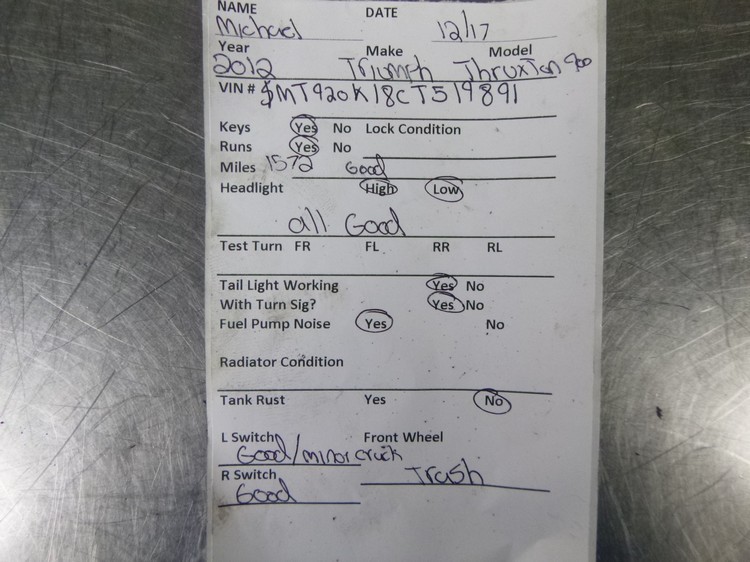 NAME DATE
Michael 12/17
Year Make Model
2012 Triumph Thruxton 900
VIN # SMT920K18CT519891
Keys Yes No Lock Condition
Runs Yes No
Miles 1572 Good
Headlight High Low
all Good
Test Turn FR FL RR RL
Tail Light Working Yes No
With Turn Sig? Yes No
Fuel Pump Noise Yes No
Radiator Condition
Tank Rust Yes No
L Switch Front Wheel
Good/minor crack
R Switch Trash
Good